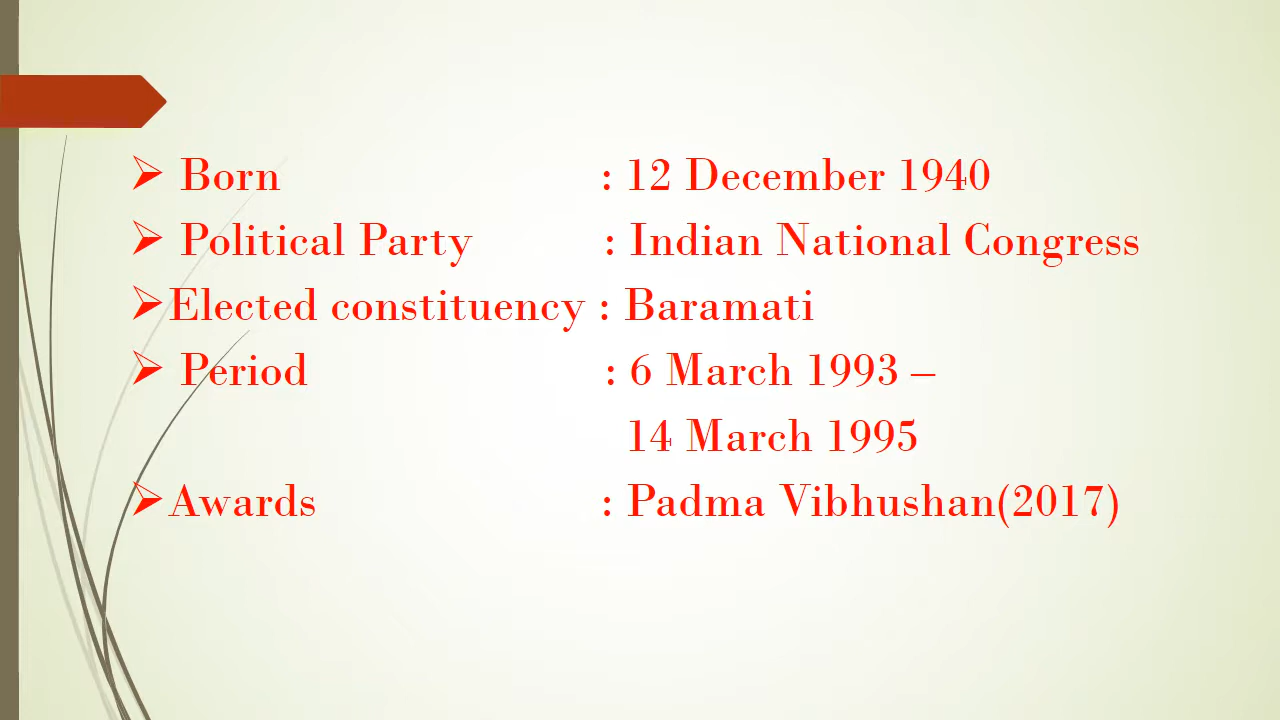 ➢ Born : 12 December 1940
➢ Political Party : Indian National Congress
➢Elected constituency : Baramati
➢ Period : 6 March 1993 –
14 March 1995
➢Awards : Padma Vibhushan(2017)